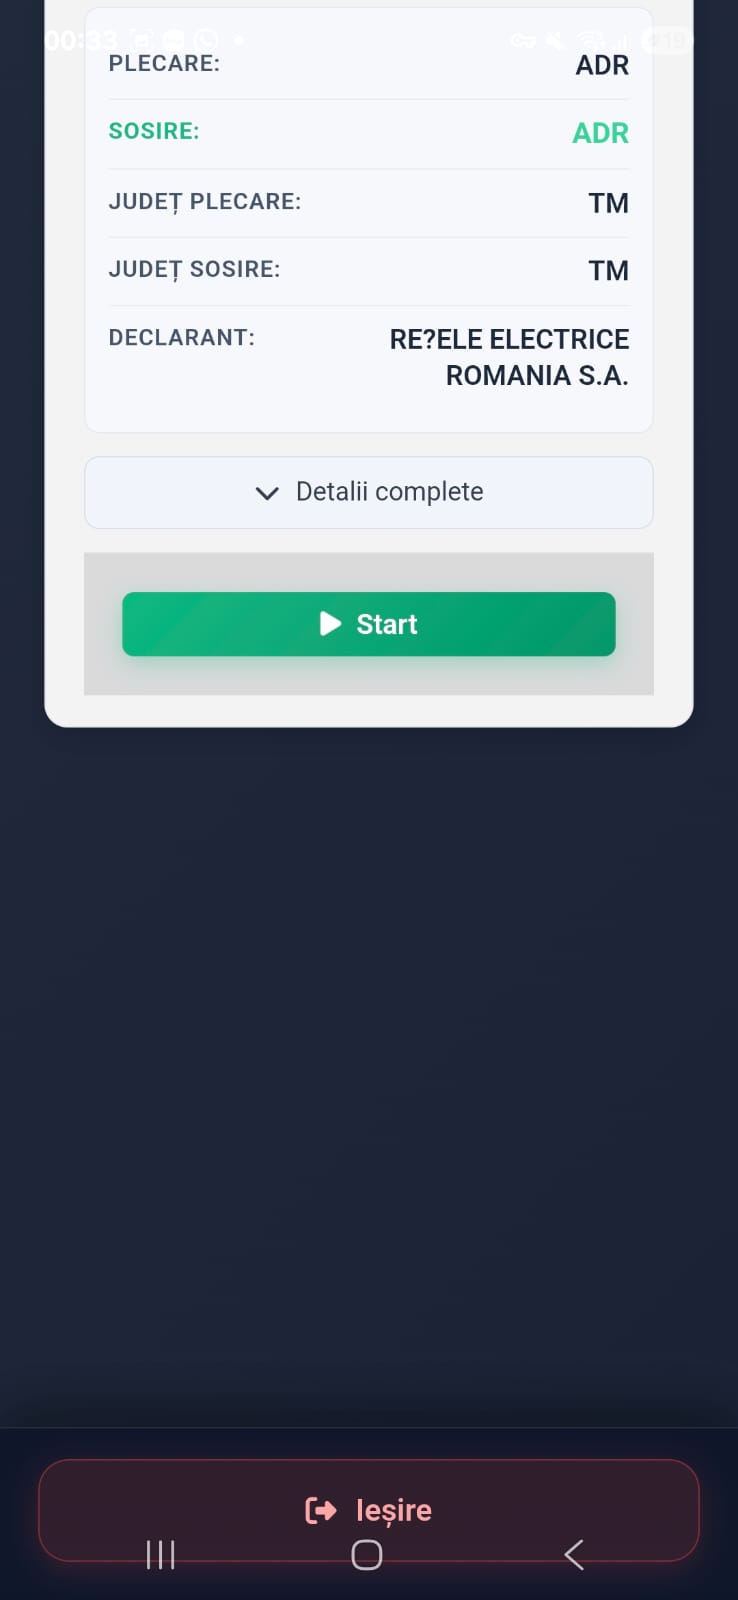 00:33
PLECARE: ADR
SOSIRE: ADR
JUDEȚ PLECARE: TM
JUDEȚ SOSIRE: TM
DECLARANT: RE?ELE ELECTRICE
ROMANIA S.A.
Detalii complete
Start
Ieșire